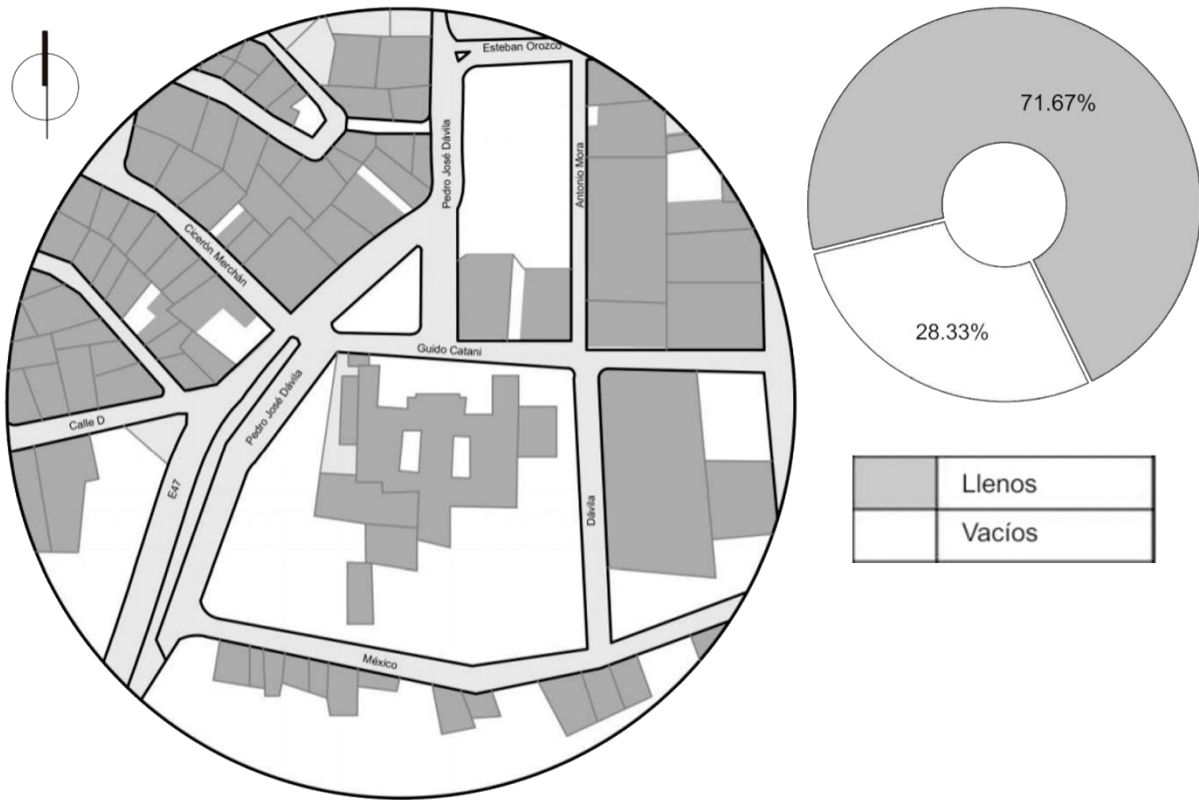 Esteban Orozco
Pedro José Dávila
Antonio Mora
Cicerón Merchán
Guido Catani
Pedro José Dávila
Calle D
E47
Dávila
México
71.67%
28.33%
Llenos
Vacíos